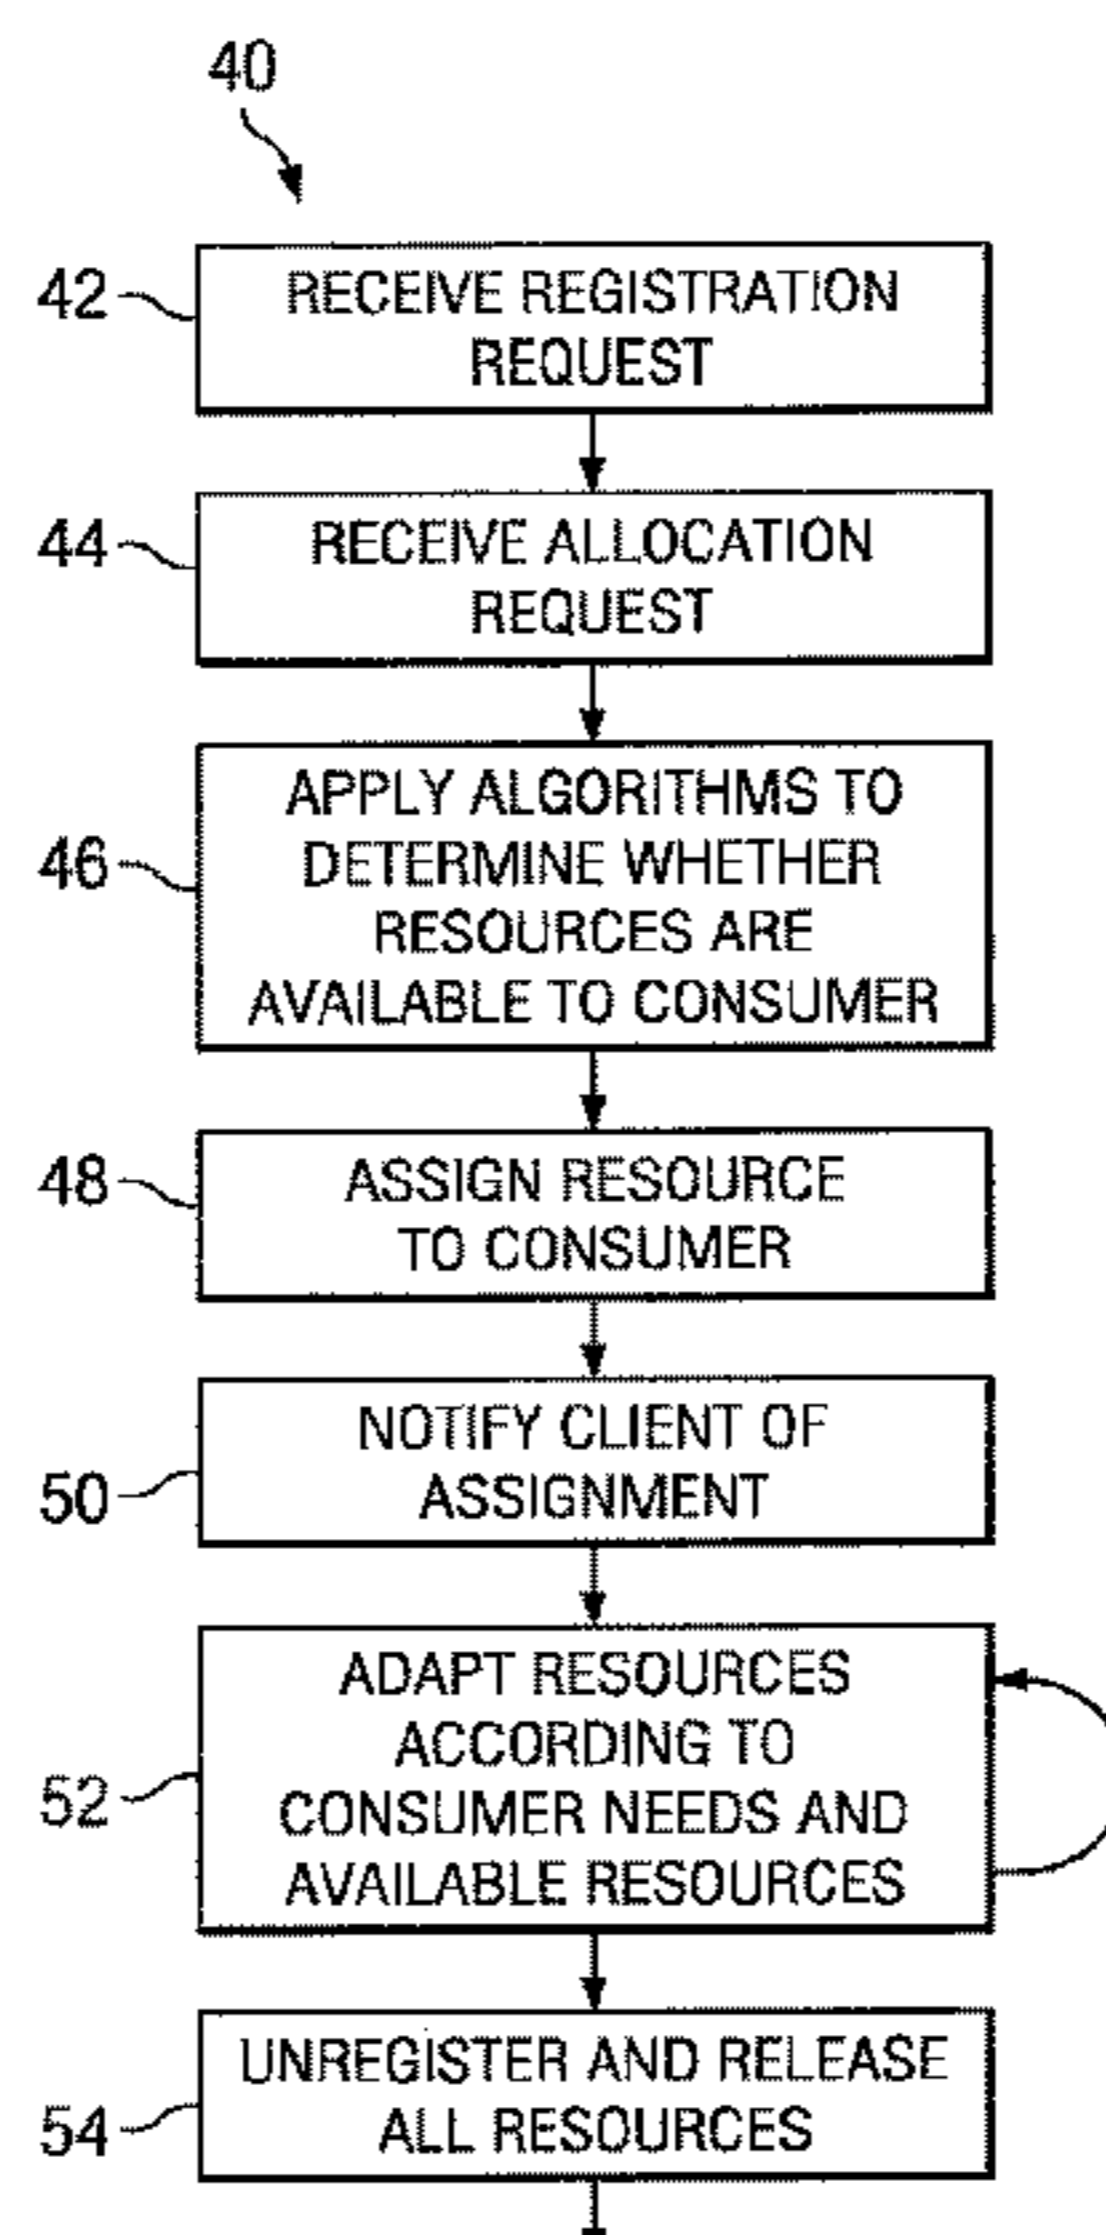 40
42
RECEIVE REGISTRATION
REQUEST
44
RECEIVE ALLOCATION
REQUEST
46
APPLY ALGORITHMS TO
DETERMINE WHETHER
RESOURCES ARE
AVAILABLE TO CONSUMER
48
ASSIGN RESOURCE
TO CONSUMER
50
NOTIFY CLIENT OF
ASSIGNMENT
52
ADAPT RESOURCES
ACCORDING TO
CONSUMER NEEDS AND
AVAILABLE RESOURCES
54
UNREGISTER AND RELEASE
ALL RESOURCES